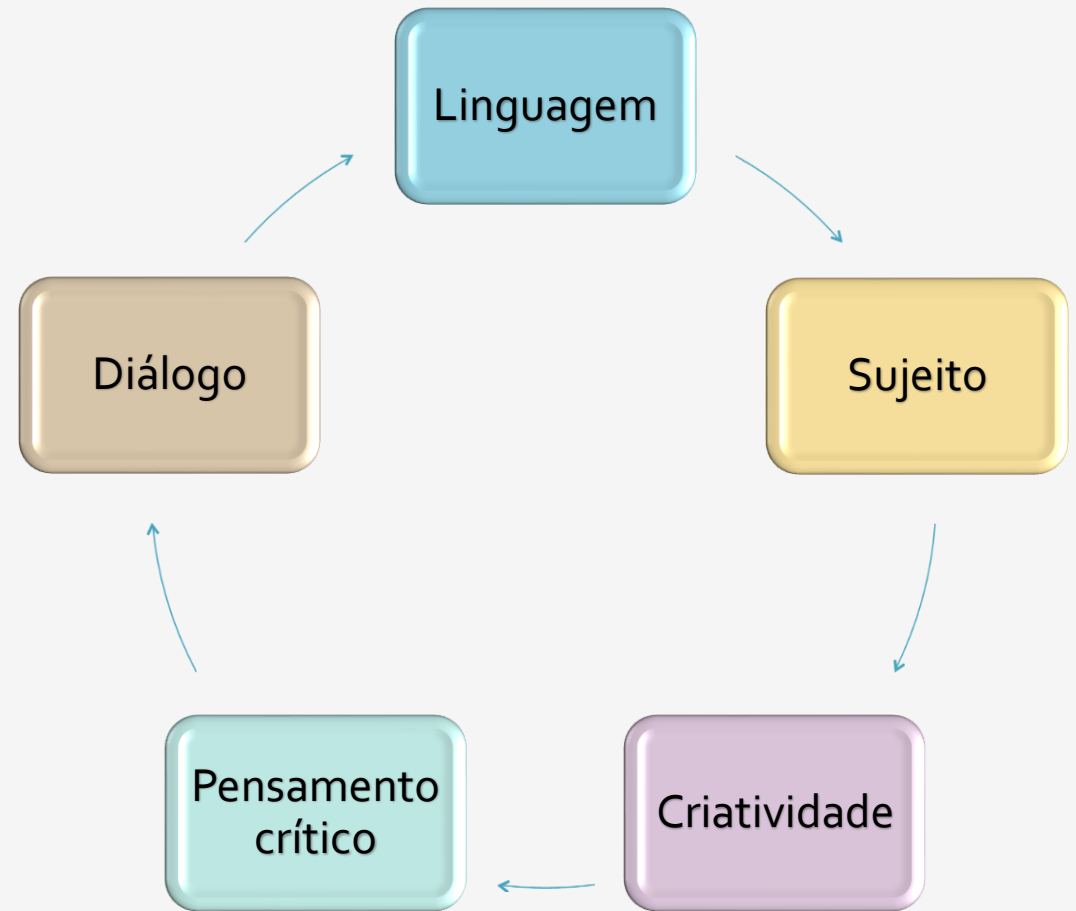 Linguagem
Sujeito
Criatividade
Pensamento
crítico
Diálogo